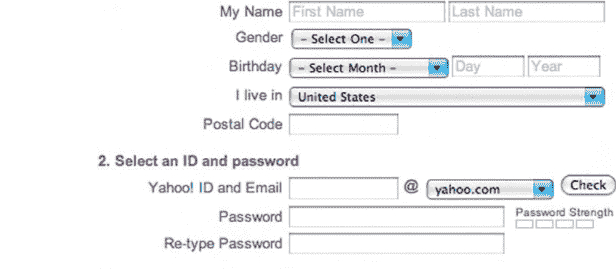 My Name First Name Last Name
Gender - Select One -
Birthday - Select Month - Day Year
I live in United States
Postal Code
2. Select an ID and password
Yahoo! ID and Email @ yahoo.com Check
Password Password Strength
Re-type Password